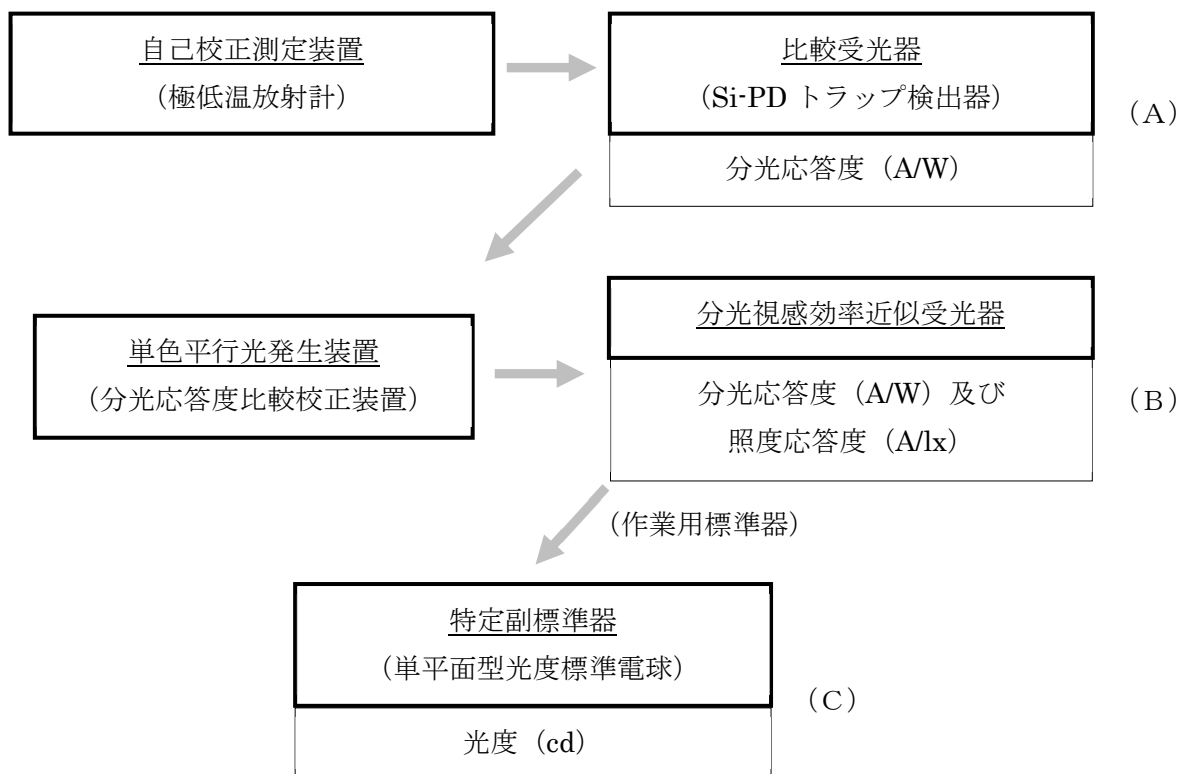 自己校正測定装置
（極低温放射計）
比較受光器
（Si-PD トラップ検出器）
分光応答度（A/W）
（A）
単色平行光発生装置
（分光応答度比較校正装置）
分光視感効率近似受光器
分光応答度（A/W）及び
照度応答度（A/lx）
（B）
（作業用標準器）
特定副標準器
（単平面型光度標準電球）
光度（cd）
（C）